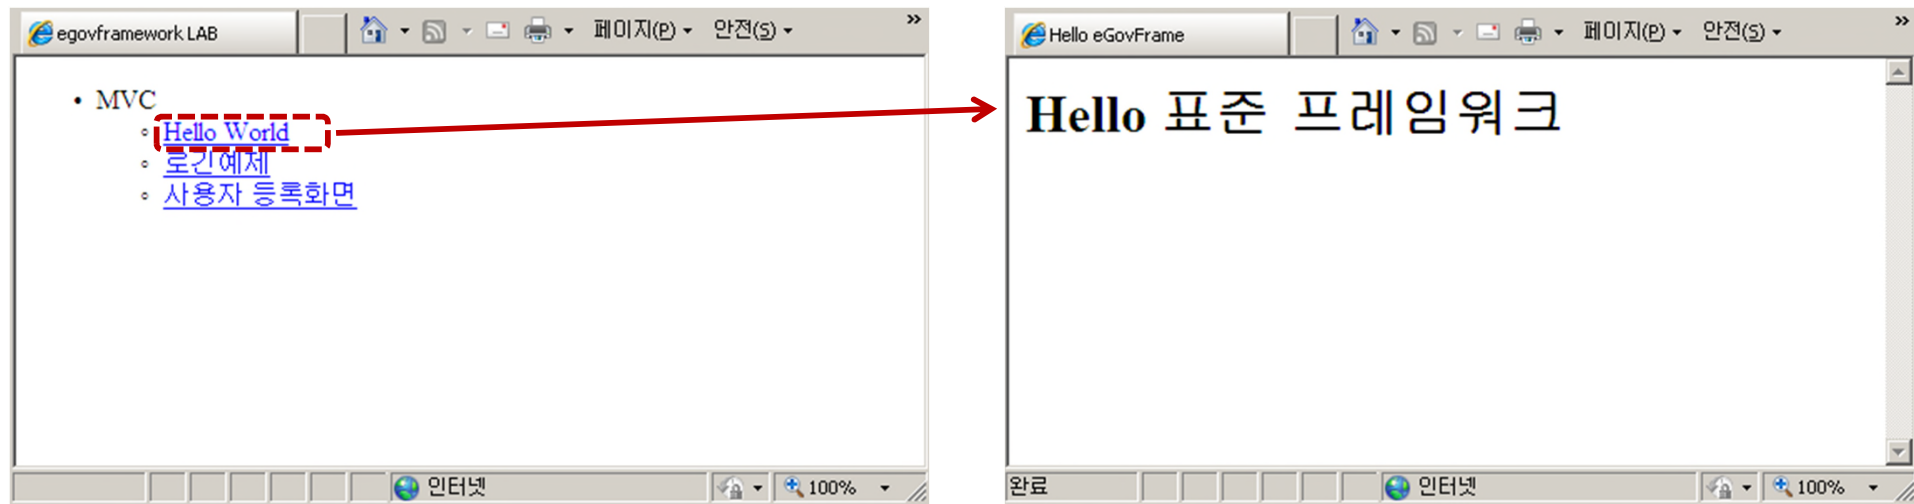 egovframework LAB
페이지(P)
안전(S)
»
• MVC
Hello World
로긴예제
사용자 등록화면
인터넷
100%
Hello eGovFrame
페이지(P)
안전(S)
»
Hello 표준 프레임워크
완료
인터넷
100%